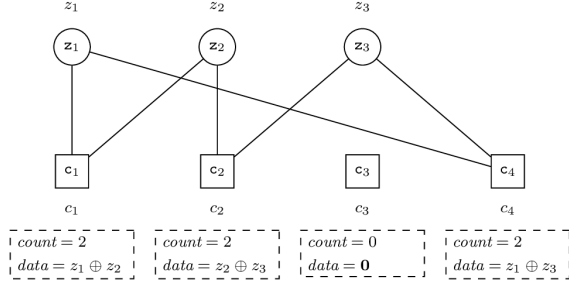 z₁ z₂ z₃
z₁ z₂ z₃
c₁ c₂ c₃ c₄
c₁ c₂ c₃ c₄
count = 2 count = 2 count = 0 count = 2
data = z₁ ⊕ z₂ data = z₂ ⊕ z₃ data = 0 data = z₁ ⊕ z₃